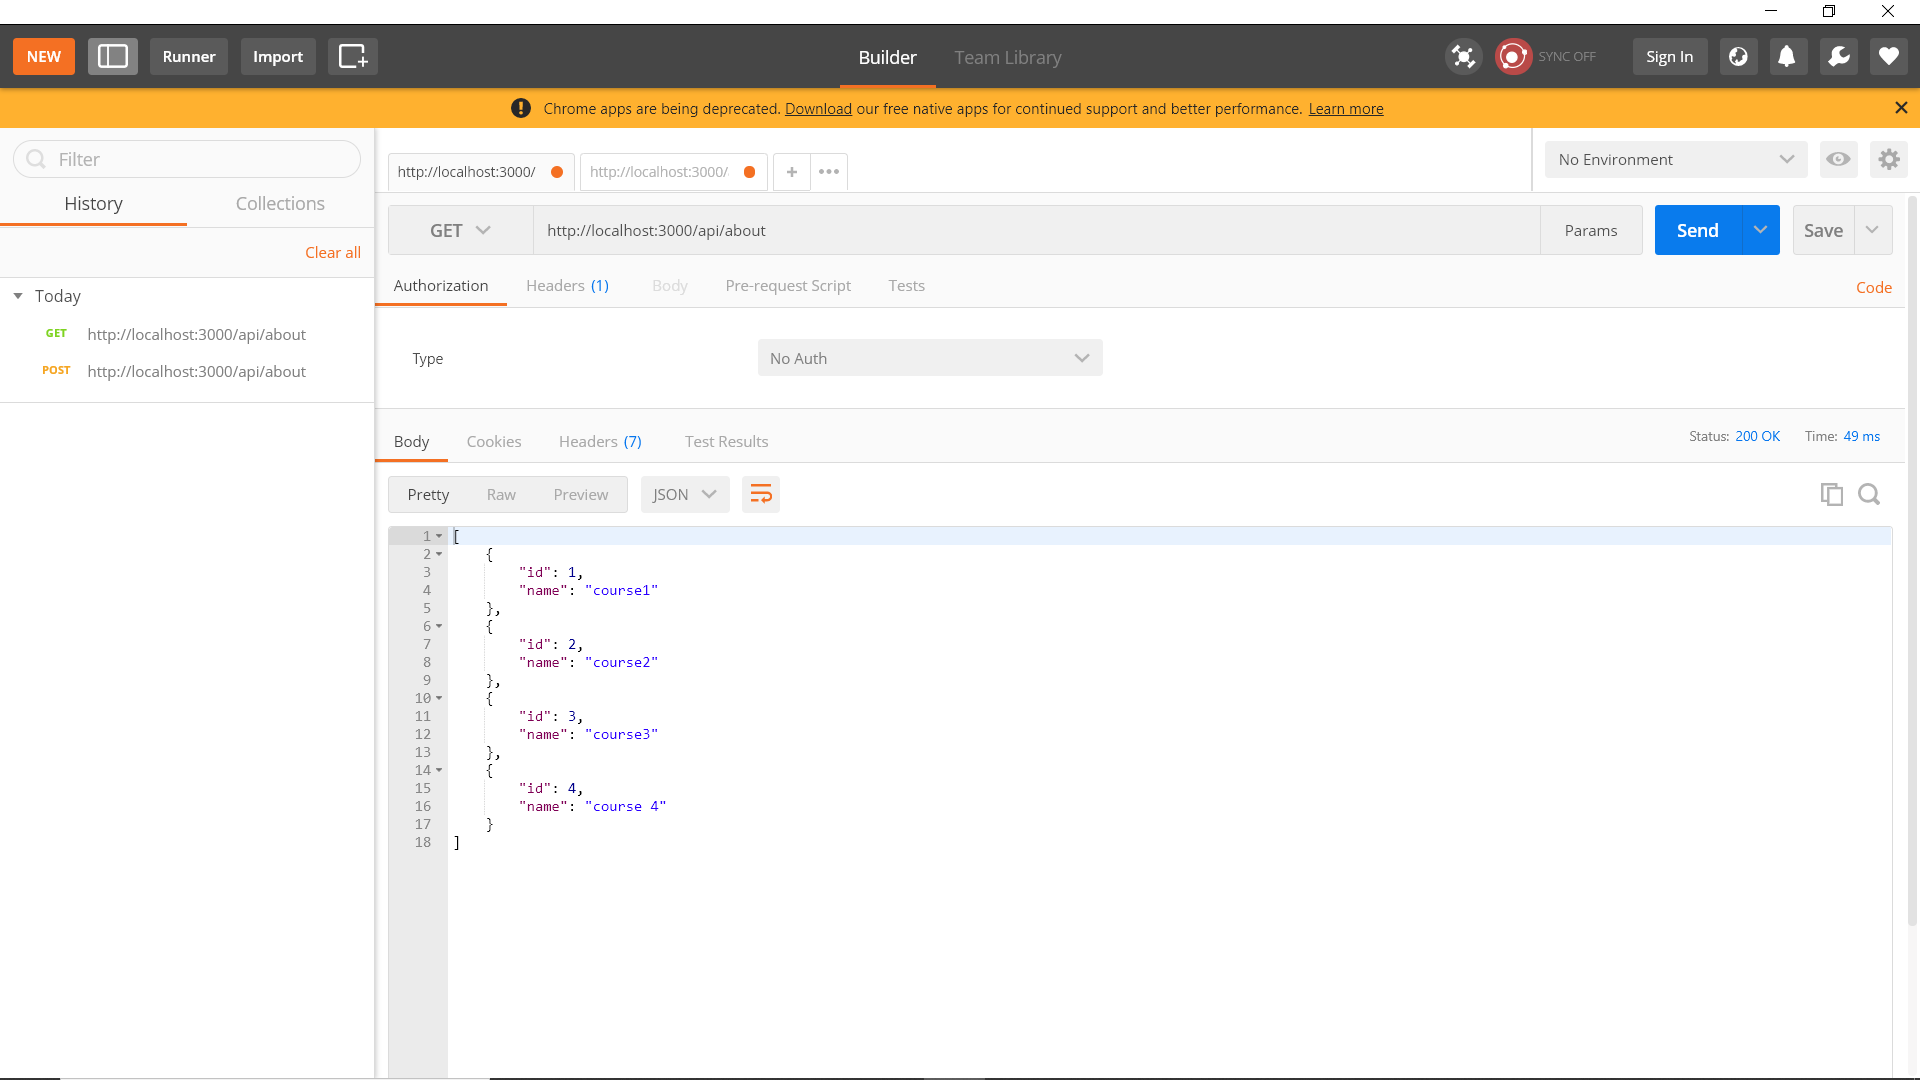 NEW
Runner
Import
Builder
Team Library
SYNC OFF
Sign In
Chrome apps are being deprecated. Download our free native apps for continued support and better performance. Learn more
Filter
History
Collections
Clear all
Today
GET http://localhost:3000/api/about
POST http://localhost:3000/api/about
http://localhost:3000/
http://localhost:3000/
No Environment
GET
http://localhost:3000/api/about
Params
Send
Save
Authorization
Headers (1)
Body
Pre-request Script
Tests
Code
Type
No Auth
Body
Cookies
Headers (7)
Test Results
Status: 200 OK
Time: 49 ms
Pretty
Raw
Preview
JSON
1 [
2 {
3 "id": 1,
4 "name": "course1"
5 },
6 {
7 "id": 2,
8 "name": "course2"
9 },
10 {
11 "id": 3,
12 "name": "course3"
13 },
14 {
15 "id": 4,
16 "name": "course 4"
17 }
18 ]